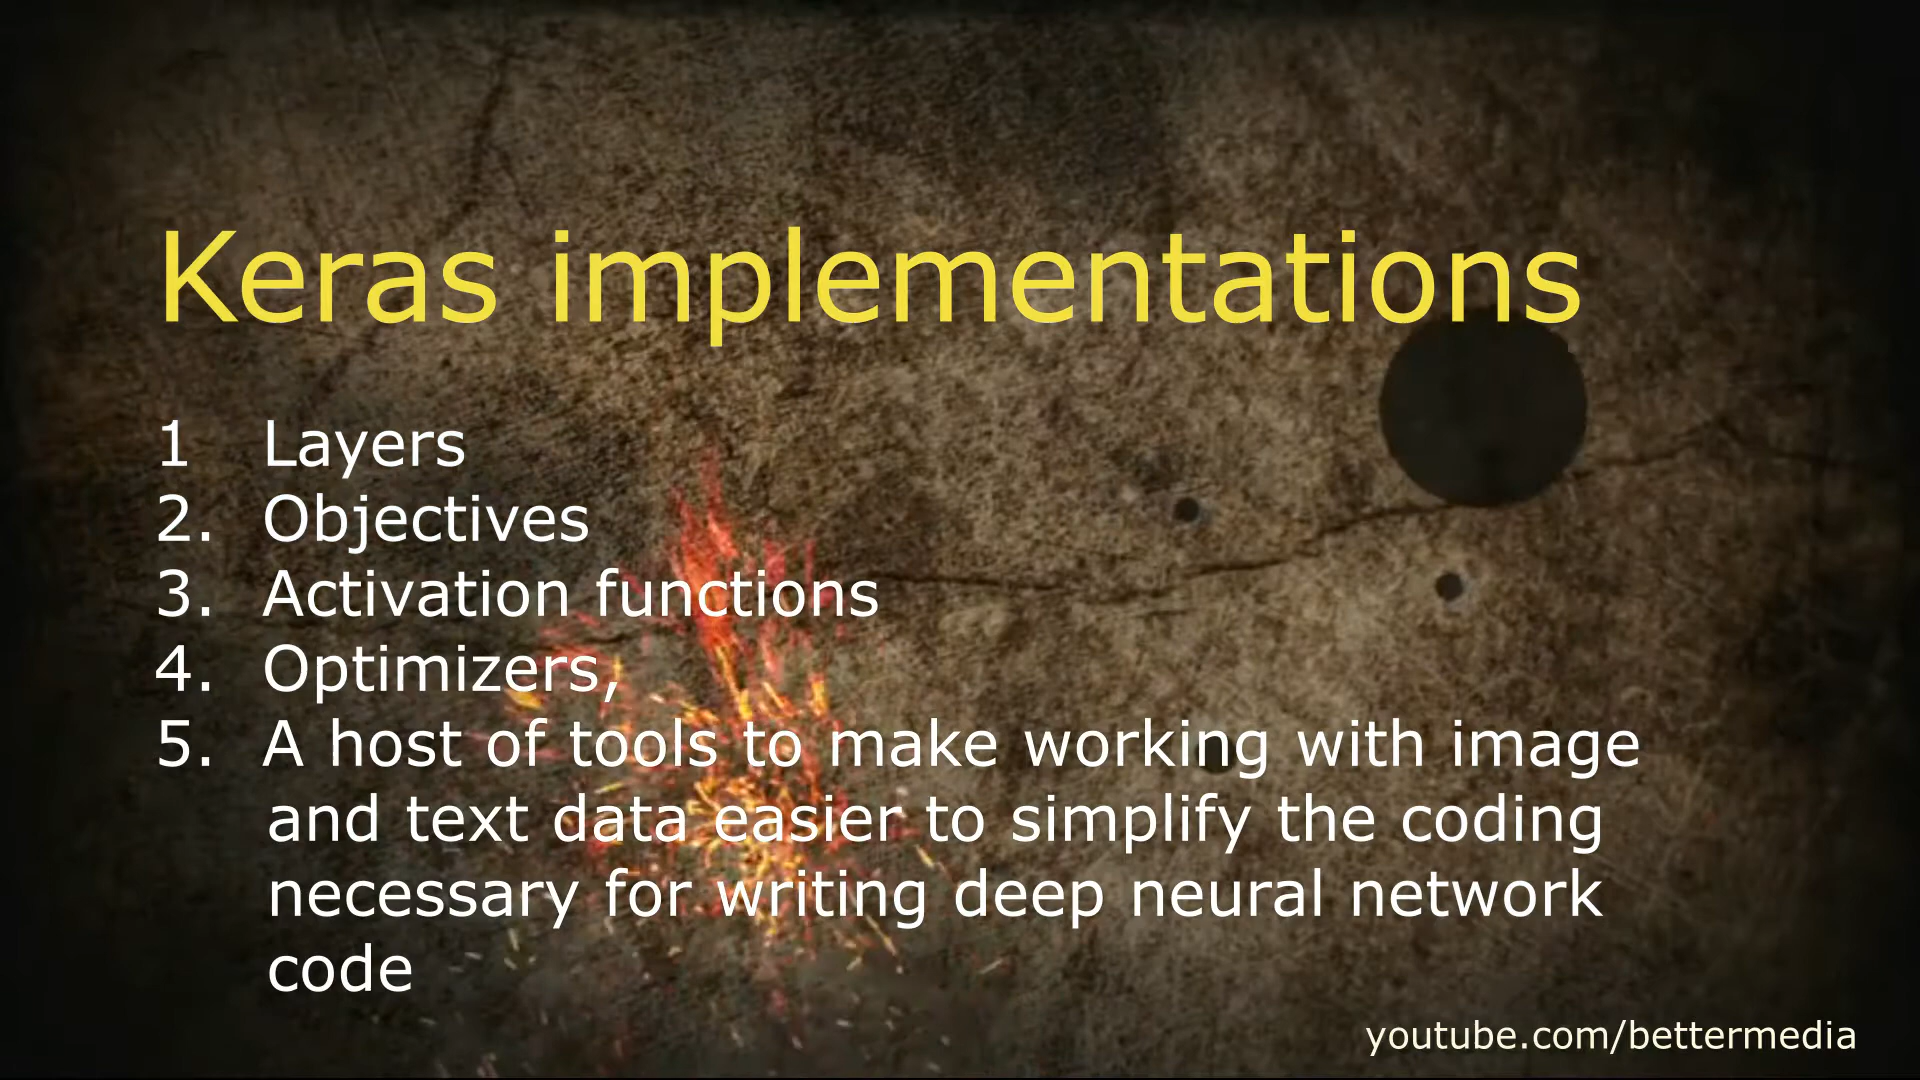 Keras implementations
1 Layers
2. Objectives
3. Activation functions
4. Optimizers,
5. A host of tools to make working with image
and text data easier to simplify the coding
necessary for writing deep neural network
code
youtube.com/bettermedia